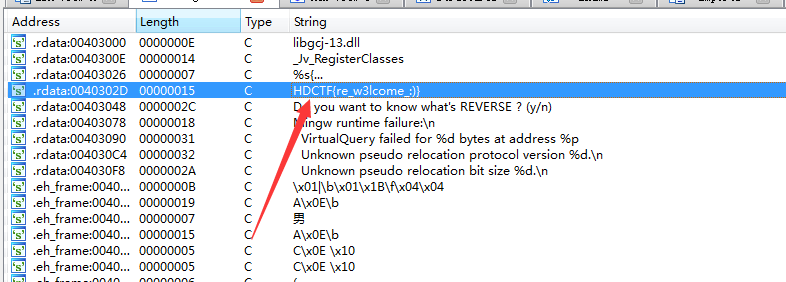 Address Length Type String
's' .rdata:00403000 0000000E C libgcj-13.dll
's' .rdata:0040300E 00000014 C _Jv_RegisterClasses
's' .rdata:00403026 00000007 C %s{...
's' .rdata:0040302D 00000015 C HDCTF{re_w3lcome_:)}
's' .rdata:00403048 0000002C C you want to know what's REVERSE ? (y/n)
's' .rdata:00403078 00000018 C Mingw runtime failure:\n
's' .rdata:00403090 00000031 C VirtualQuery failed for %d bytes at address %p
's' .rdata:004030C4 00000032 C Unknown pseudo relocation protocol version %d.\n
's' .rdata:004030F8 0000002A C Unknown pseudo relocation bit size %d.\n
's' .eh_frame:0040... 0000000B C \x01|\b\x01\x1B\f\x04\x04
's' .eh_frame:0040... 00000019 C A\x0E\b
's' .eh_frame:0040... 00000007 C 男
's' .eh_frame:0040... 00000015 C A\x0E\b
's' .eh_frame:0040... 00000005 C C\x0E \x10
's' .eh_frame:0040... 00000005 C C\x0E \x10